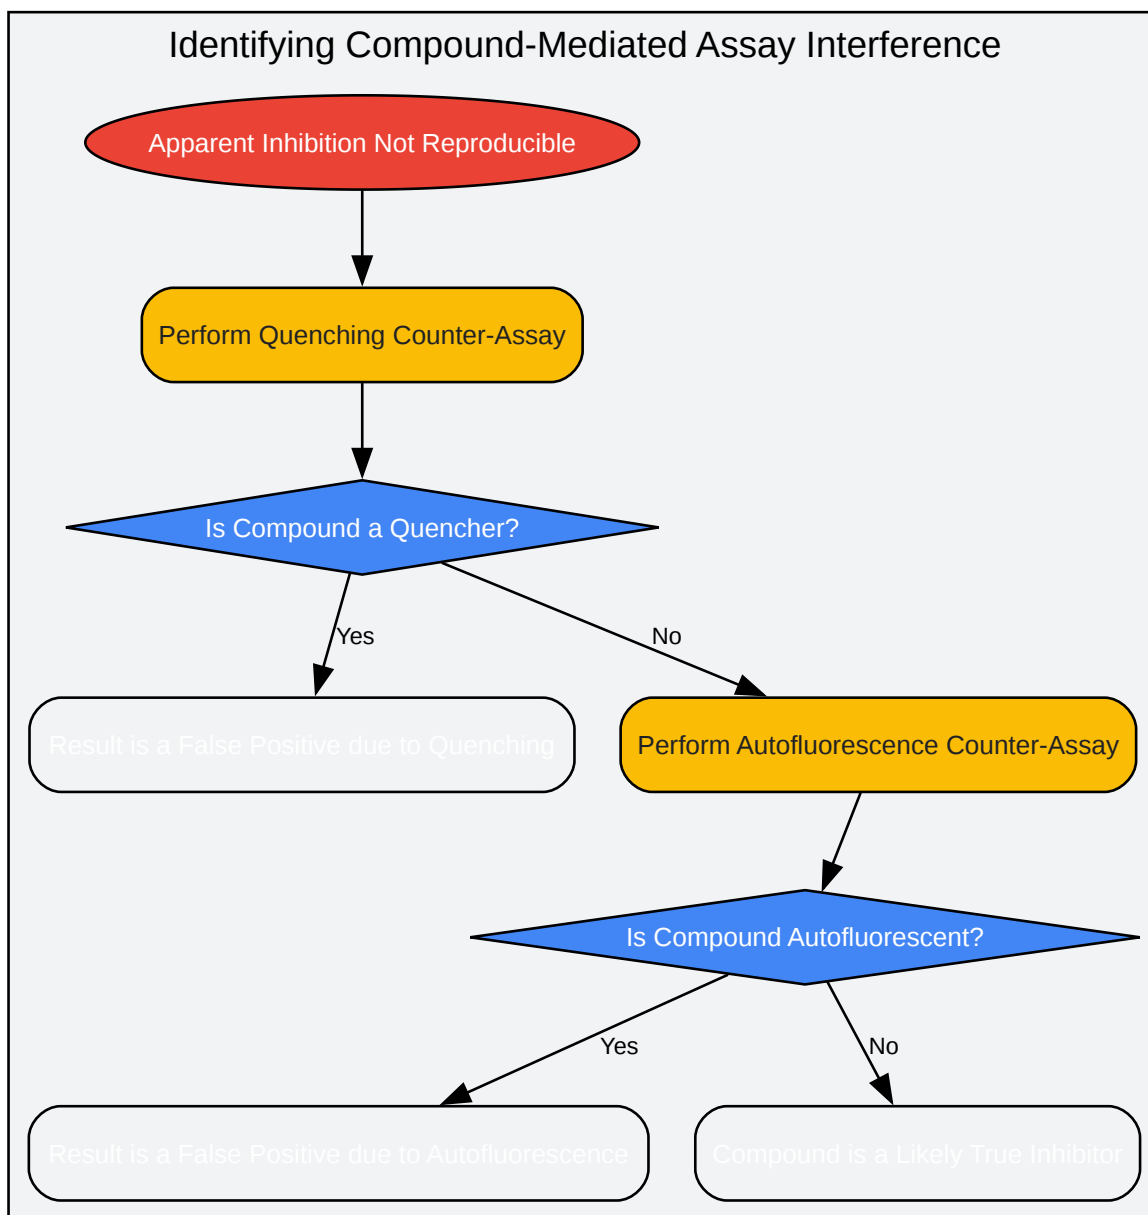 Identifying Compound-Mediated Assay Interference
Apparent Inhibition Not Reproducible
Perform Quenching Counter-Assay
Is Compound a Quencher?
Yes
No
Result is a False Positive due to Quenching
Perform Autofluorescence Counter-Assay
Is Compound Autofluorescent?
Yes
No
Result is a False Positive due to Autofluorescence
Compound is a Likely True Inhibitor